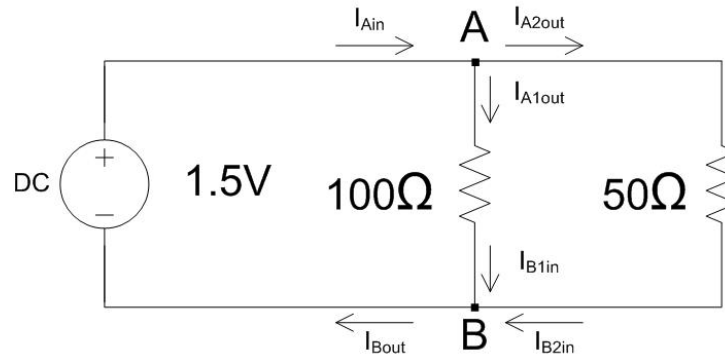 I_Ain A I_A2out
I_A1out
+
DC 1.5V 100Ω 50Ω
−
I_B1in
I_Bout B I_B2in